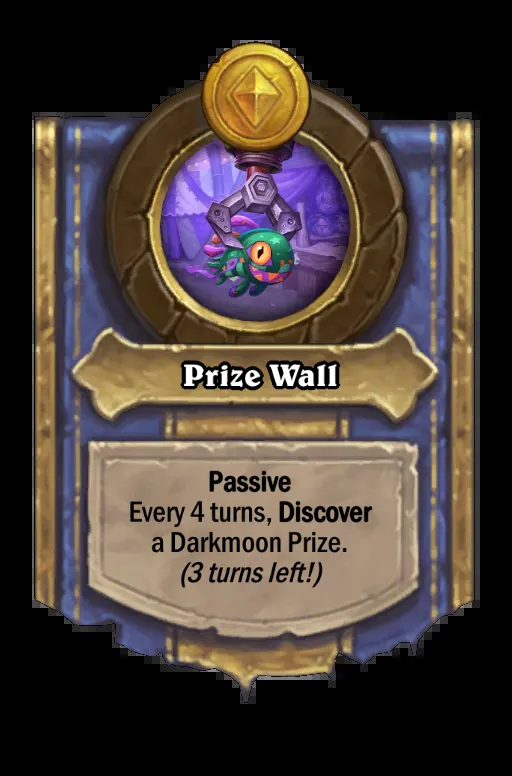 Prize Wall
Passive
Every 4 turns, Discover
a Darkmoon Prize.
(3 turns left!)